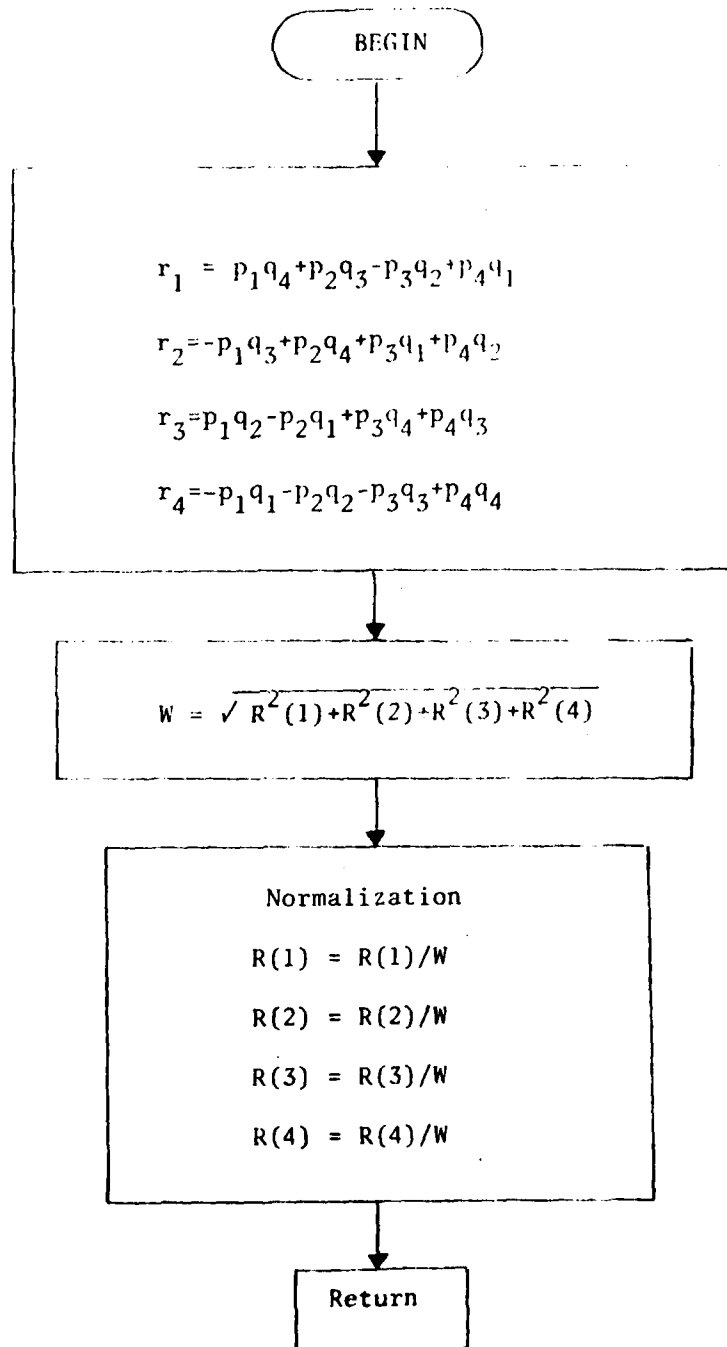 BEGIN
r₁ = p₁q₄+p₂q₃-p₃q₂+p₄q₁
r₂=-p₁q₃+p₂q₄+p₃q₁+p₄q₂
r₃=p₁q₂-p₂q₁+p₃q₄+p₄q₃
r₄=-p₁q₁-p₂q₂-p₃q₃+p₄q₄
W = √R²(1)+R²(2)+R²(3)+R²(4)
Normalization
R(1) = R(1)/W
R(2) = R(2)/W
R(3) = R(3)/W
R(4) = R(4)/W
Return